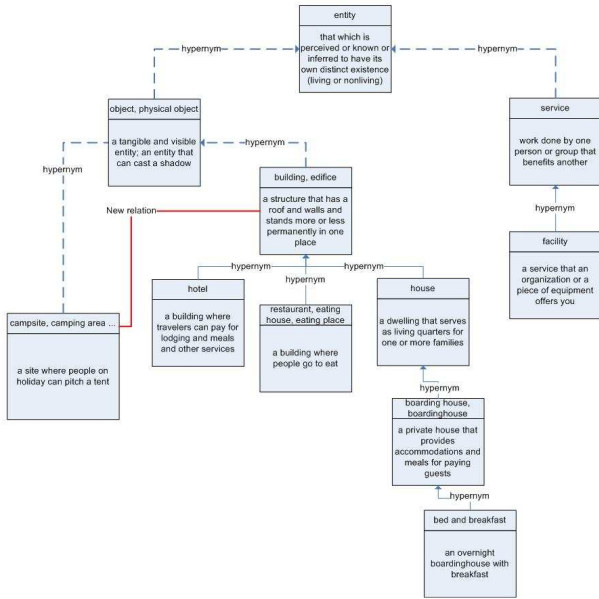 entity
that which is
perceived or known or
inferred to have its
own distinct existence
(living or nonliving)
hypernym
hypernym
object, physical object
a tangible and visible
entity; an entity that
can cast a shadow
service
work done by one
person or group that
benefits another
hypernym
hypernym
building, edifice
a structure that has a
roof and walls and
stands more or less
permanently in one
place
New relation
hypernym
facility
a service that an
organization or a
piece of equipment
offers you
hypernym
hypernym
hypernym
hotel
a building where
travelers can pay for
lodging and meals
and other services
restaurant, eating
house, eating place
a building where
people go to eat
house
a dwelling that serves
as living quarters for
one or more families
campsite, camping area ...
a site where people on
holiday can pitch a tent
hypernym
boarding house,
boardinghouse
a private house that
provides
accommodations and
meals for paying
guests
hypernym
bed and breakfast
an overnight
boardinghouse with
breakfast